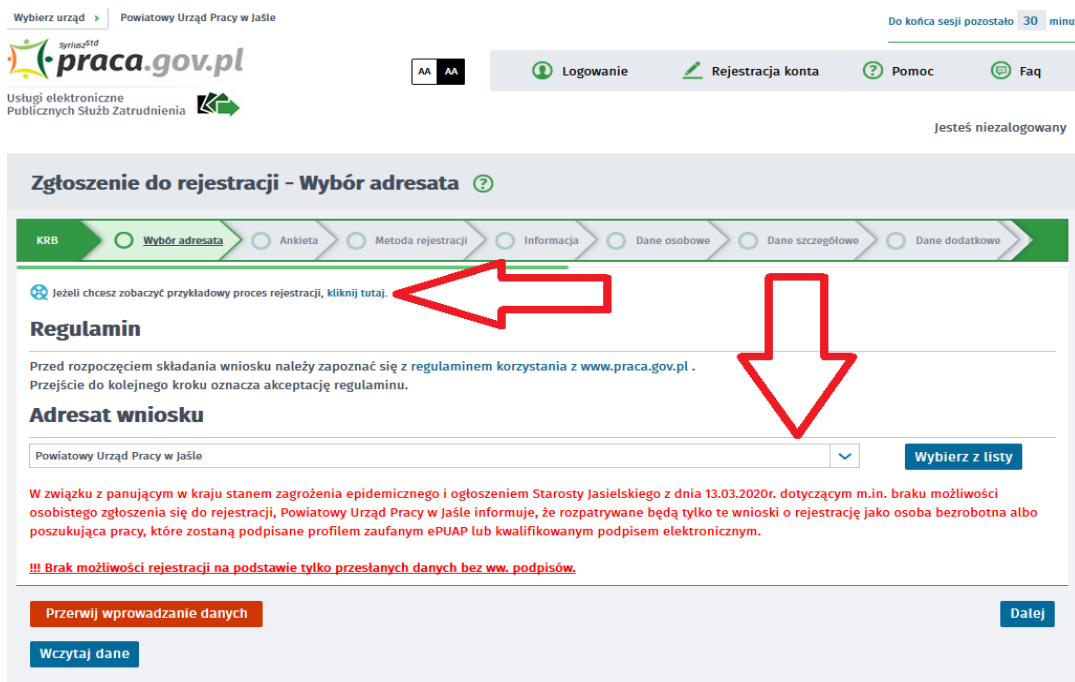 Wybierz urząd › Powiatowy Urząd Pracy w Jaśle
Do końca sesji pozostało 30 minu
Syriusz Std
praca.gov.pl
Usługi elektroniczne
Publicznych Służb Zatrudnienia
AA AA
Logowanie Rejestracja konta Pomoc Faq
Jesteś niezalogowany
Zgłoszenie do rejestracji - Wybór adresata ?
KRB Wybór adresata Ankieta Metoda rejestracji Informacja Dane osobowe Dane szczegółowe Dane dodatkowe
Jeżeli chcesz zobaczyć przykładowy proces rejestracji, kliknij tutaj.
Regulamin
Przed rozpoczęciem składania wniosku należy zapoznać się z regulaminem korzystania z www.praca.gov.pl .
Przejście do kolejnego kroku oznacza akceptację regulaminu.
Adresat wniosku
Powiatowy Urząd Pracy w Jaśle
Wybierz z listy
W związku z panującym w kraju stanem zagrożenia epidemicznego i ogłoszeniem Starosty Jasielskiego z dnia 13.03.2020r. dotyczącym m.in. braku możliwości
osobistego zgłoszenia się do rejestracji, Powiatowy Urząd Pracy w Jaśle informuje, że rozpatrywane będą tylko te wnioski o rejestrację jako osoba bezrobotna albo
poszukująca pracy, które zostaną podpisane profilem zaufanym ePUAP lub kwalifikowanym podpisem elektronicznym.
!!! Brak możliwości rejestracji na podstawie tylko przesłanych danych bez ww. podpisów.
Przerwij wprowadzanie danych
Dalej
Wczytaj dane